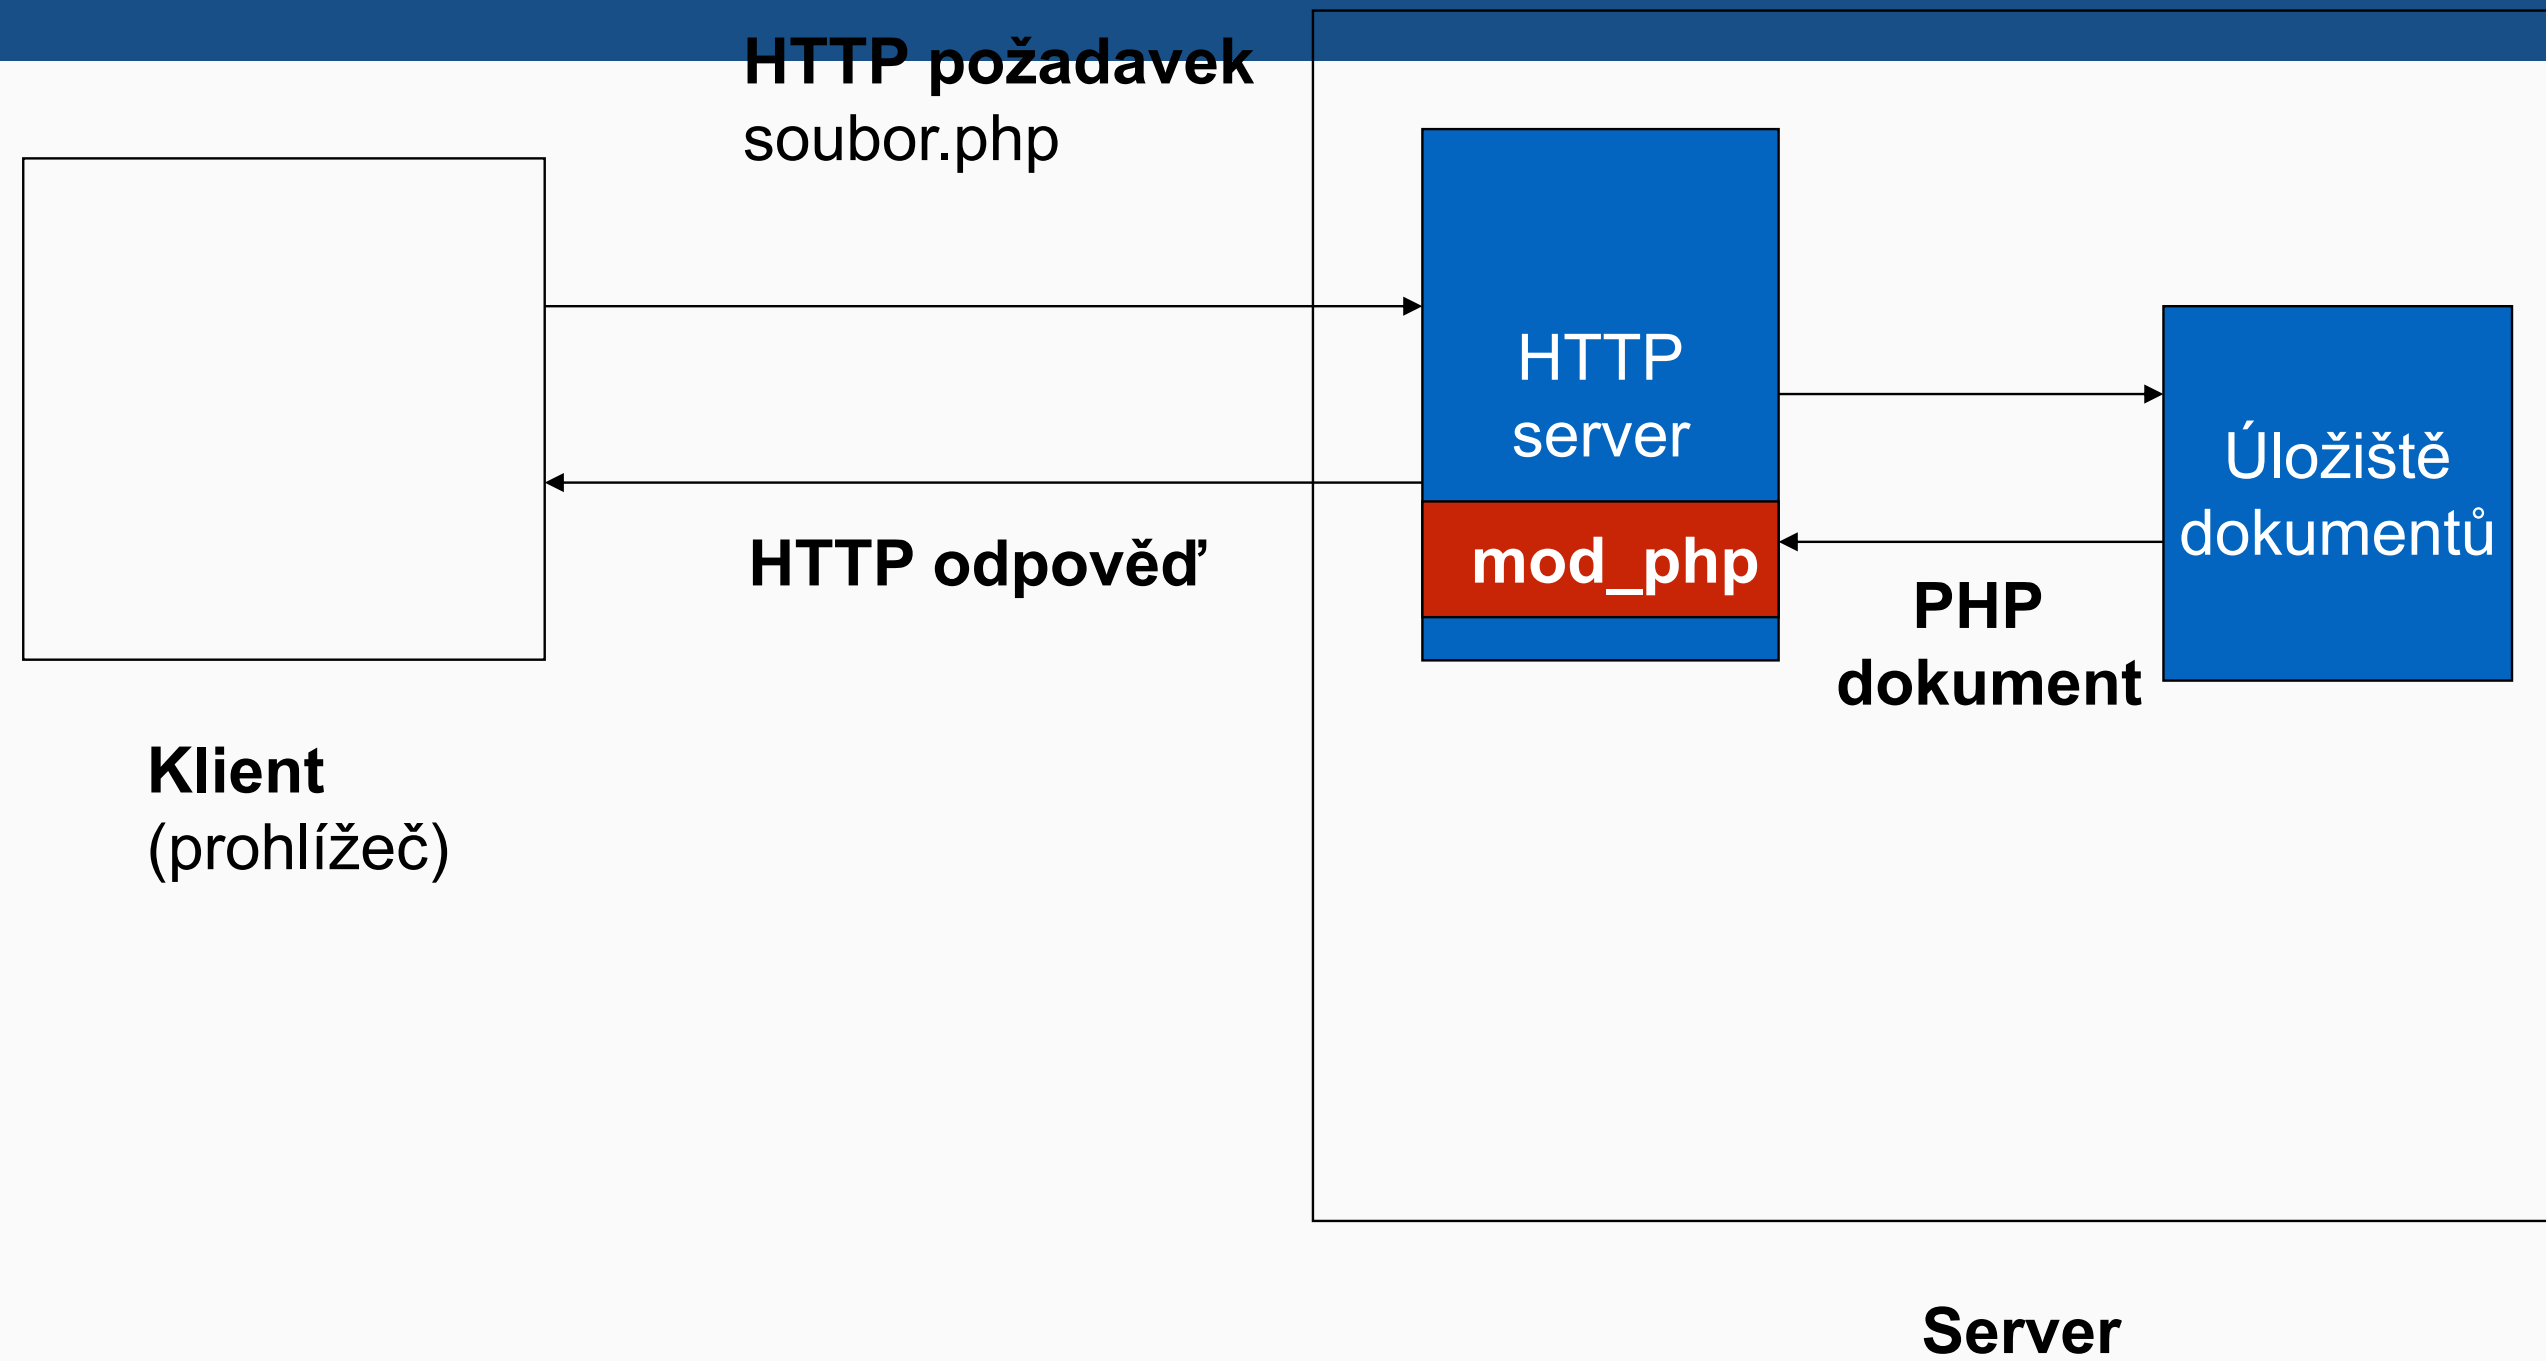 HTTP požadavek
soubor.php
HTTP
server
Úložiště
dokumentů
HTTP odpověď
mod_php
PHP
dokument
Klient
(prohlížeč)
Server